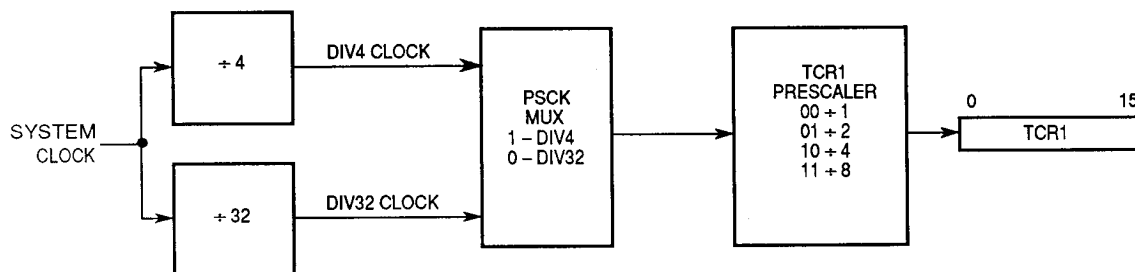 ÷ 4
DIV4 CLOCK
SYSTEM
CLOCK
÷ 32
DIV32 CLOCK
PSCK
MUX
1 – DIV4
0 – DIV32
TCR1
PRESCALER
00 ÷ 1
01 ÷ 2
10 ÷ 4
11 ÷ 8
0 15
TCR1